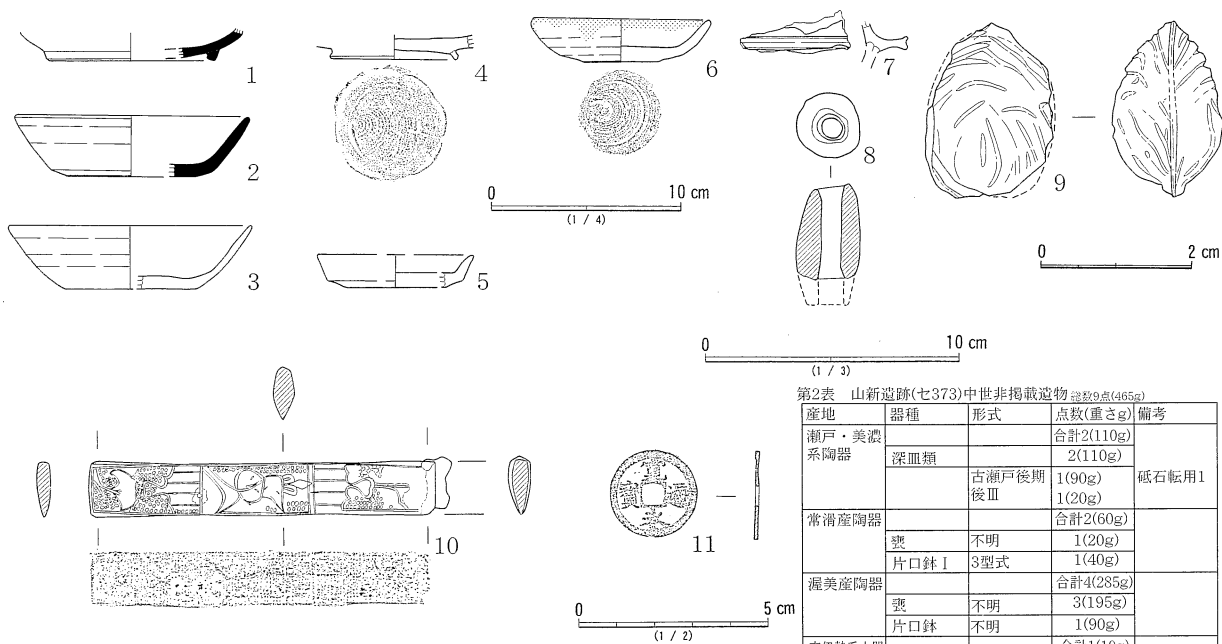 1
2
3
4
5
6
7
8
9
0 10 cm
(1 / 4)
0 2 cm
0 10 cm
(1 / 3)
10
11
0 5 cm
(1 / 2)
第2表 山新遺跡(セ373)中世非掲載遺物 総数9点(465g)
産地 器種 形式 点数(重さg) 備考
瀬戸・美濃系陶器 合計2(110g)
深皿類 2(110g)
古瀬戸後期後Ⅲ 1(90g) 1(20g) 砥石転用1
常滑産陶器 合計2(60g)
甕 不明 1(20g)
片口鉢Ⅰ 3型式 1(40g)
渥美産陶器 合計4(285g)
甕 不明 3(195g)
片口鉢 不明 1(90g)